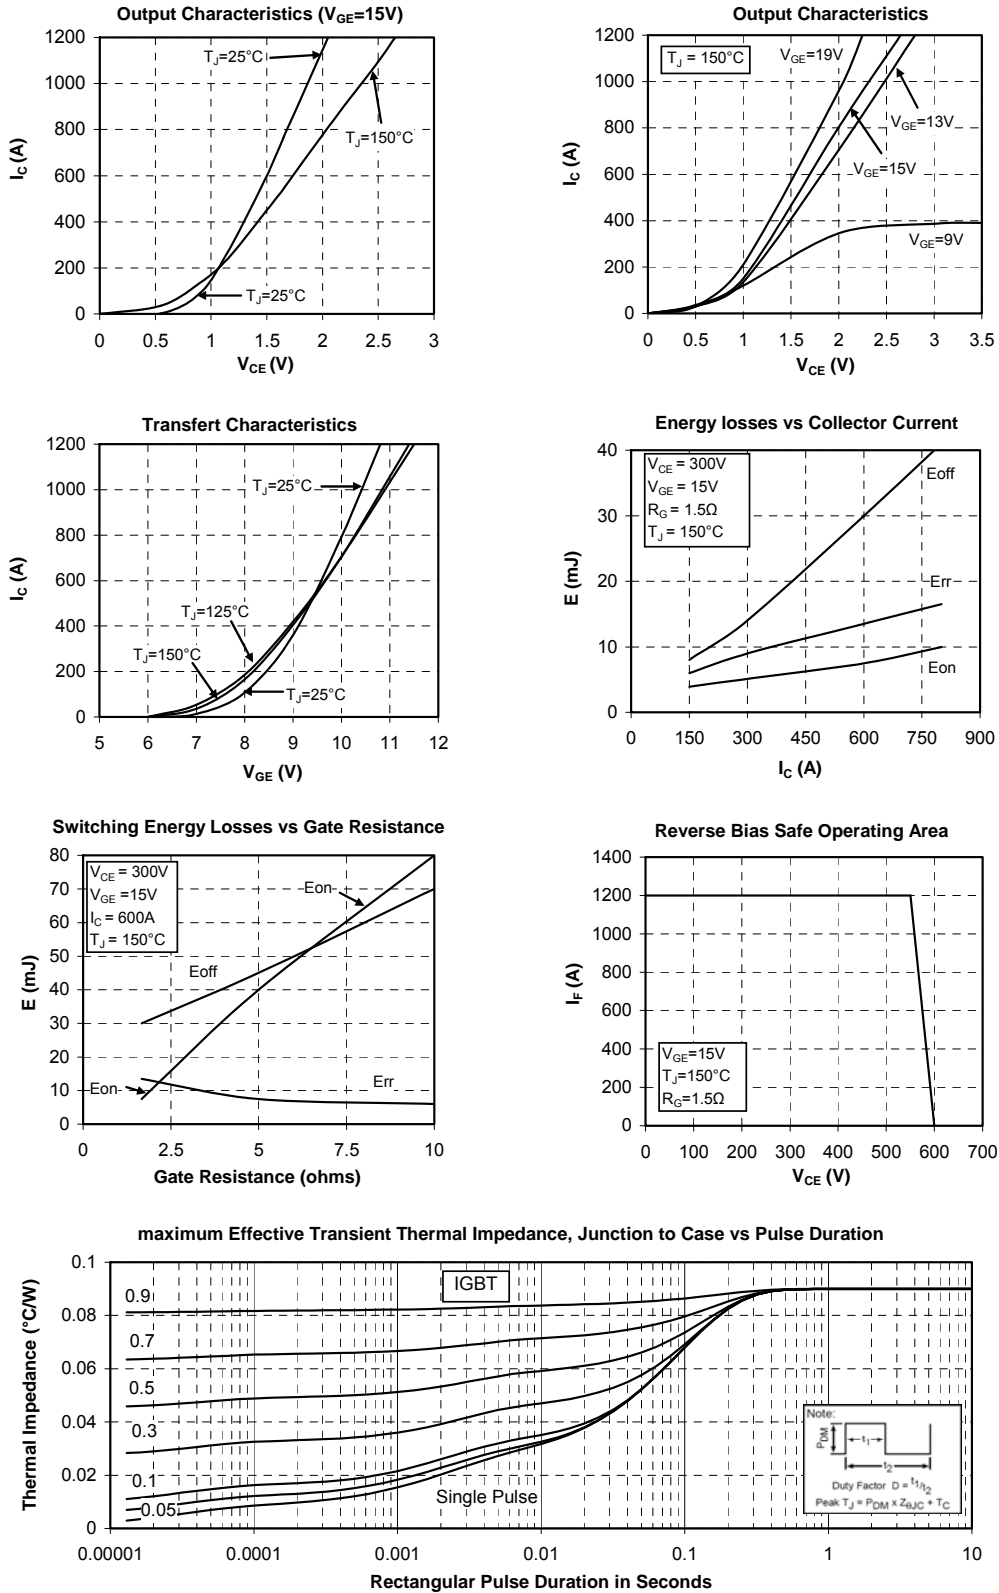 Output Characteristics (VGE=15V)
1200
1000
800
600
400
200
0
0 0.5 1 1.5 2 2.5 3
VCE (V)
IC (A)
TJ=25°C
TJ=150°C
TJ=25°C
Output Characteristics
1200
1000
800
600
400
200
0
0 0.5 1 1.5 2 2.5 3 3.5
VCE (V)
IC (A)
TJ = 150°C
VGE=19V
VGE=13V
VGE=15V
VGE=9V
Transfert Characteristics
1200
1000
800
600
400
200
0
5 6 7 8 9 10 11 12
VGE (V)
IC (A)
TJ=25°C
TJ=125°C
TJ=150°C
TJ=25°C
Energy losses vs Collector Current
40
30
20
10
0
0 150 300 450 600 750 900
IC (A)
E (mJ)
VCE = 300V
VGE = 15V
RG = 1.5Ω
TJ = 150°C
Eoff
Err
Eon
Switching Energy Losses vs Gate Resistance
80
70
60
50
40
30
20
10
0
0 2.5 5 7.5 10
Gate Resistance (ohms)
E (mJ)
VCE = 300V
VGE =15V
IC = 600A
TJ = 150°C
Eon
Eoff
Eon
Err
Reverse Bias Safe Operating Area
1400
1200
1000
800
600
400
200
0
0 100 200 300 400 500 600 700
VCE (V)
IF (A)
VGE=15V
TJ=150°C
RG=1.5Ω
maximum Effective Transient Thermal Impedance, Junction to Case vs Pulse Duration
0.1
0.08
0.06
0.04
0.02
0
0.00001 0.0001 0.001 0.01 0.1 1 10
Rectangular Pulse Duration in Seconds
Thermal Impedance (°C/W)
IGBT
0.9
0.7
0.5
0.3
0.1
0.05
Single Pulse
Note:
PDM
t1
t2
Duty Factor D = t1/t2
Peak TJ = PDM x ZθJC + TC